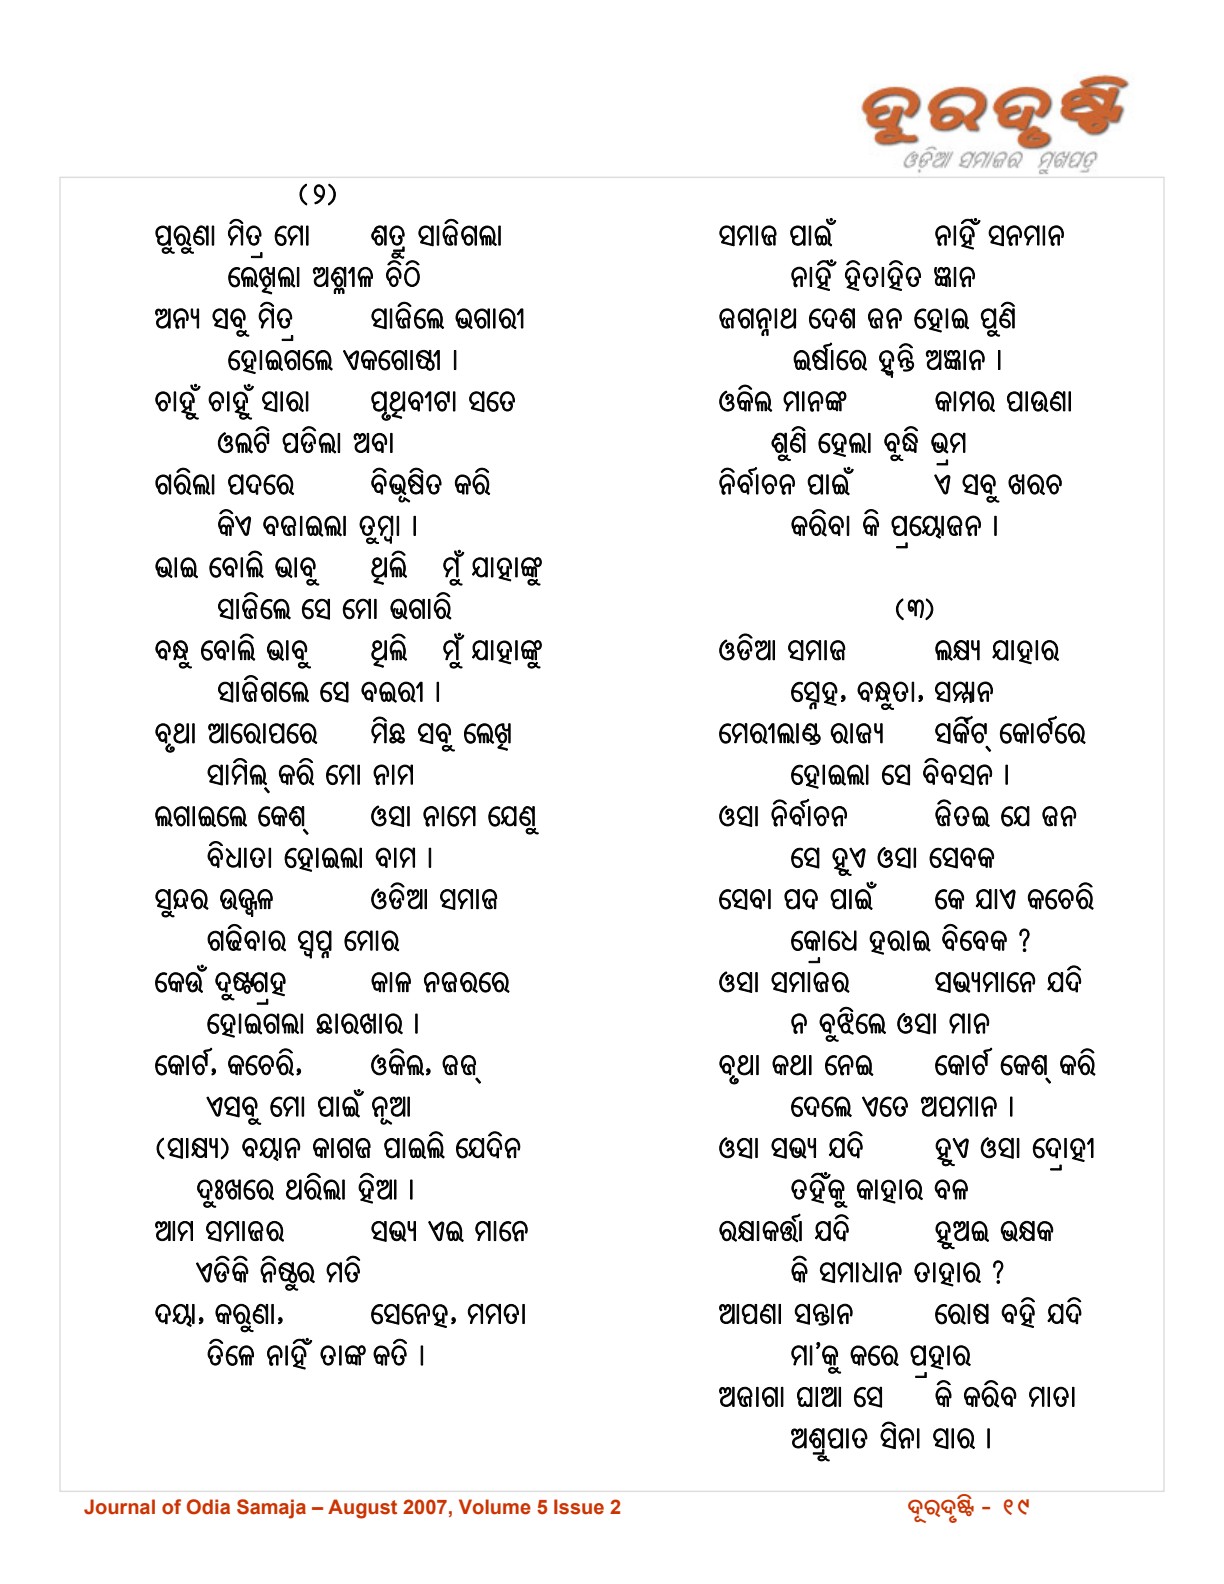 ଦୁରଦୃଷ୍ଟି
ଓଡ଼ିଆ ସମାଜର ମୁଖପତ୍ର
(୨)
ପୁରୁଣା ମିତ୍ର ମୋ ଶତ୍ରୁ ସାଜିଗଲା
ଲେଖିଲା ଅଶ୍ଳୀଳ ଚିଠି
ଅନ୍ୟ ସବୁ ମିତ୍ର ସାଜିଲେ ଭଗାରୀ
ହୋଇଗଲେ ଏକଗୋଷ୍ଠୀ ।
ଚାହୁଁ ଚାହୁଁ ସାରା ପୃଥିବୀଟା ସତେ
ଓଲଟି ପଡିଲା ଅବା
ଗରିଲା ପଦରେ ବିଭୂଷିତ କରି
କିଏ ବଜାଇଲା ତୁମ୍ବା ।
ଭାଇ ବୋଲି ଭାବୁ ଥିଲି ମୁଁ ଯାହାଙ୍କୁ
ସାଜିଲେ ସେ ମୋ ଭଗାରି
ବନ୍ଧୁ ବୋଲି ଭାବୁ ଥିଲି ମୁଁ ଯାହାଙ୍କୁ
ସାଜିଗଲେ ସେ ବଇରୀ ।
ବୃଥା ଆରୋପରେ ମିଛ ସବୁ ଲେଖି
ସାମିଲ୍ କରି ମୋ ନାମ
ଲଗାଇଲେ କେଶ୍ ଓସା ନାମେ ଯେଣୁ
ବିଧାତା ହୋଇଲା ବାମ ।
ସୁନ୍ଦର ଉଜ୍ଜ୍ୱଳ ଓଡିଆ ସମାଜ
ଗଢିବାର ସ୍ୱପ୍ନ ମୋର
କେଉଁ ଦୁଷ୍ଟଗ୍ରହ କାଳ ନଜରରେ
ହୋଇଗଲା ଛାରଖାର ।
କୋର୍ଟ, କଚେରି, ଓକିଲ, ଜଜ୍
ଏସବୁ ମୋ ପାଇଁ ନୂଆ
(ସାକ୍ଷ୍ୟ) ବୟାନ କାଗଜ ପାଇଲି ଯେଦିନ
ଦୁଃଖରେ ଥରିଲା ହିଆ ।
ଆମ ସମାଜର ସଭ୍ୟ ଏଇ ମାନେ
ଏଡିକି ନିଷ୍ଠୁର ମତି
ଦୟା, କରୁଣା, ସେନେହ, ମମତା
ତିଳେ ନାହିଁ ତାଙ୍କ କତି ।
ସମାଜ ପାଇଁ ନାହିଁ ସନମାନ
ନାହିଁ ହିତାହିତ ଜ୍ଞାନ
ଜଗନ୍ନାଥ ଦେଶ ଜନ ହୋଇ ପୁଣି
ଇର୍ଷାରେ ହୁନ୍ତି ଅଜ୍ଞାନ ।
ଓକିଲ ମାନଙ୍କ କାମର ପାଉଣା
ଶୁଣି ହେଲା ବୁଦ୍ଧି ଭ୍ରମ
ନିର୍ବାଚନ ପାଇଁ ଏ ସବୁ ଖରଚ
କରିବା କି ପ୍ରୟୋଜନ ।
(୩)
ଓଡିଆ ସମାଜ ଲକ୍ଷ୍ୟ ଯାହାର
ସ୍ନେହ, ବନ୍ଧୁତା, ସମ୍ମାନ
ମେରୀଲାଣ୍ଡ ରାଜ୍ୟ ସର୍କିଟ୍ କୋର୍ଟରେ
ହୋଇଲା ସେ ବିବସନ ।
ଓସା ନିର୍ବାଚନ ଜିତଇ ଯେ ଜନ
ସେ ହୁଏ ଓସା ସେବକ
ସେବା ପଦ ପାଇଁ କେ ଯାଏ କଚେରି
କ୍ରୋଧେ ହରାଇ ବିବେକ ?
ଓସା ସମାଜର ସଭ୍ୟମାନେ ଯଦି
ନ ବୁଝିଲେ ଓସା ମାନ
ବୃଥା କଥା ନେଇ କୋର୍ଟ କେଶ୍ କରି
ଦେଲେ ଏତେ ଅପମାନ ।
ଓସା ସଭ୍ୟ ଯଦି ହୁଏ ଓସା ଦ୍ରୋହୀ
ତହିଁକୁ କାହାର ବଳ
ରକ୍ଷାକର୍ତ୍ତା ଯଦି ହୁଅଇ ଭକ୍ଷକ
କି ସମାଧାନ ତାହାର ?
ଆପଣା ସନ୍ତାନ ରୋଷ ବହି ଯଦି
ମା’କୁ କରେ ପ୍ରହାର
ଅଜାଗା ଘାଆ ସେ କି କରିବ ମାତା
ଅଶ୍ରୁପାତ ସିନା ସାର ।
Journal of Odia Samaja – August 2007, Volume 5 Issue 2 ଦୂରଦୃଷ୍ଟି - ୧୯